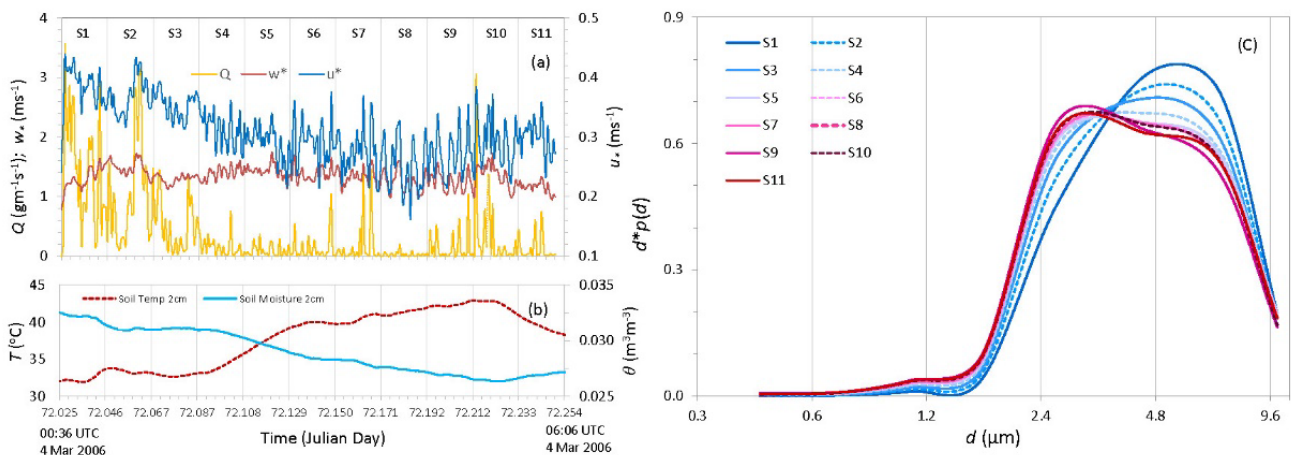 S1 S2 S3 S4 S5 S6 S7 S8 S9 S10 S11
(a)
Q w* u*
4
3
2
1
0
0.5
0.4
0.3
0.2
0.1
Q (gm⁻¹s⁻¹); w* (ms⁻¹)
u* (ms⁻¹)
Soil Temp 2cm Soil Moisture 2cm
(b)
45
40
35
30
0.035
0.030
0.025
T (°C)
θ (m³m⁻³)
72.025 72.046 72.067 72.087 72.108 72.129 72.150 72.171 72.192 72.212 72.233 72.254
00:36 UTC
4 Mar 2006
Time (Julian Day)
06:06 UTC
4 Mar 2006
(C)
S1 S2
S3 S4
S5 S6
S7 S8
S9 S10
S11
0.9
0.6
0.3
0.0
d*p(d)
0.3 0.6 1.2 2.4 4.8 9.6
d (μm)